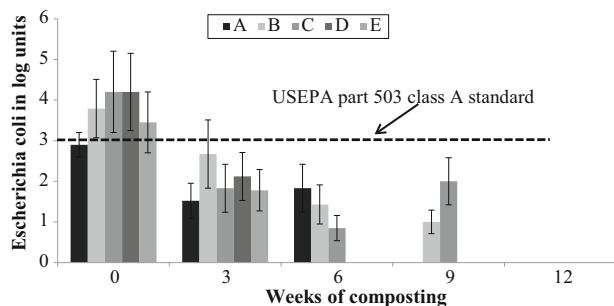 A B C D E
Escherichia coli in log units
6
5
4
3
2
1
0
USEPA part 503 class A standard
0 3 6 9 12
Weeks of composting